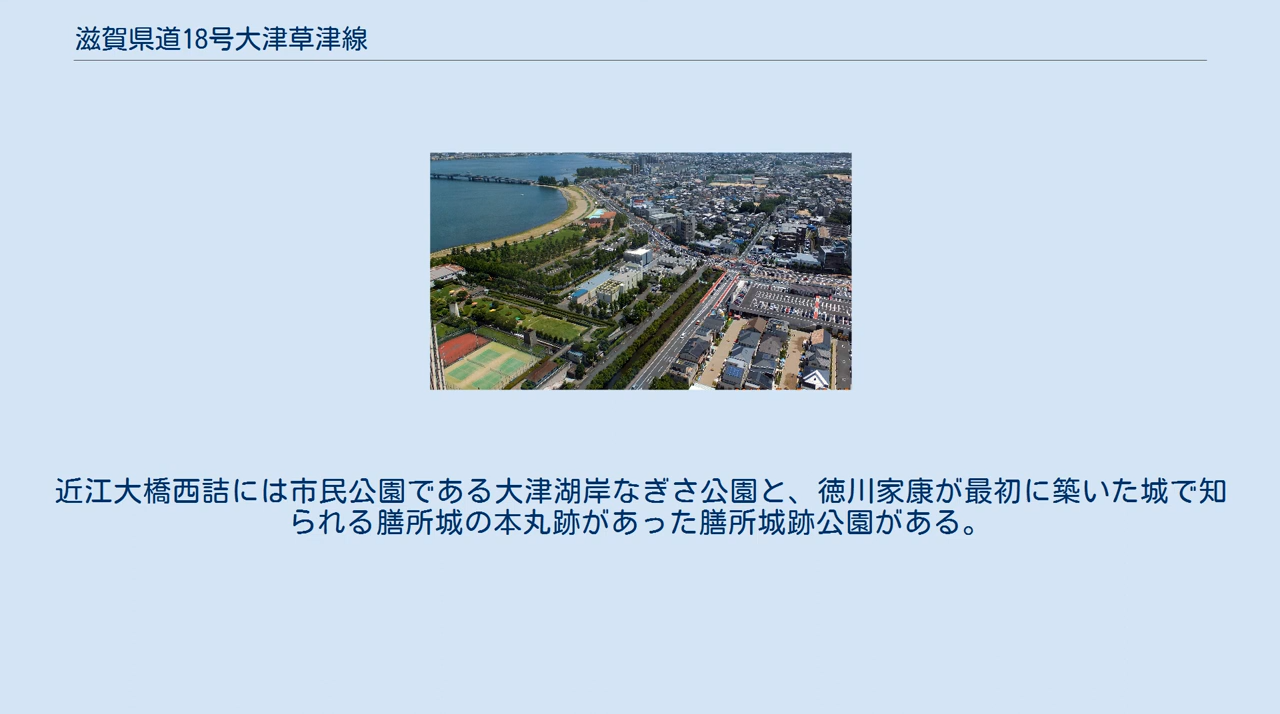 滋賀県道18号大津草津線
近江大橋西詰には市民公園である大津湖岸なぎさ公園と、徳川家康が最初に築いた城で知
られる膳所城の本丸跡があった膳所城跡公園がある。